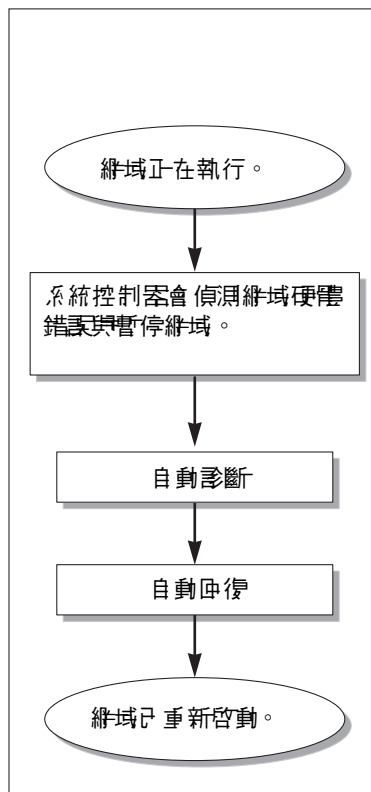 網域正在執行。
系統控制器會偵測網域硬體
錯誤與暫停網域。
自動診斷
自動回復
網域已重新啟動。